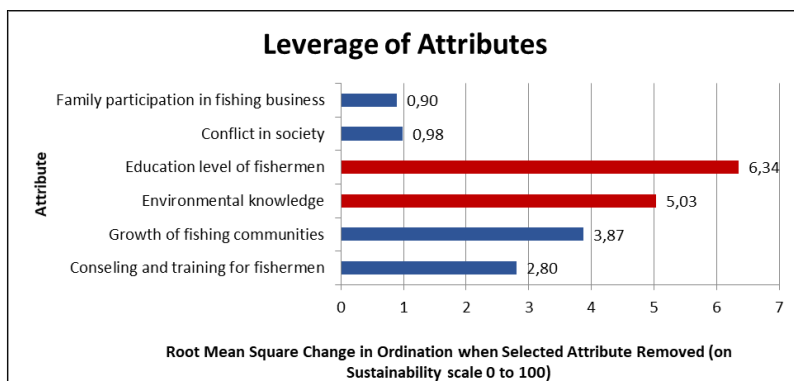 Leverage of Attributes
Attribute
Family participation in fishing business
0,90
Conflict in society
0,98
Education level of fishermen
6,34
Environmental knowledge
5,03
Growth of fishing communities
3,87
Conseling and training for fishermen
2,80
0 1 2 3 4 5 6 7
Root Mean Square Change in Ordination when Selected Attribute Removed (on
Sustainability scale 0 to 100)